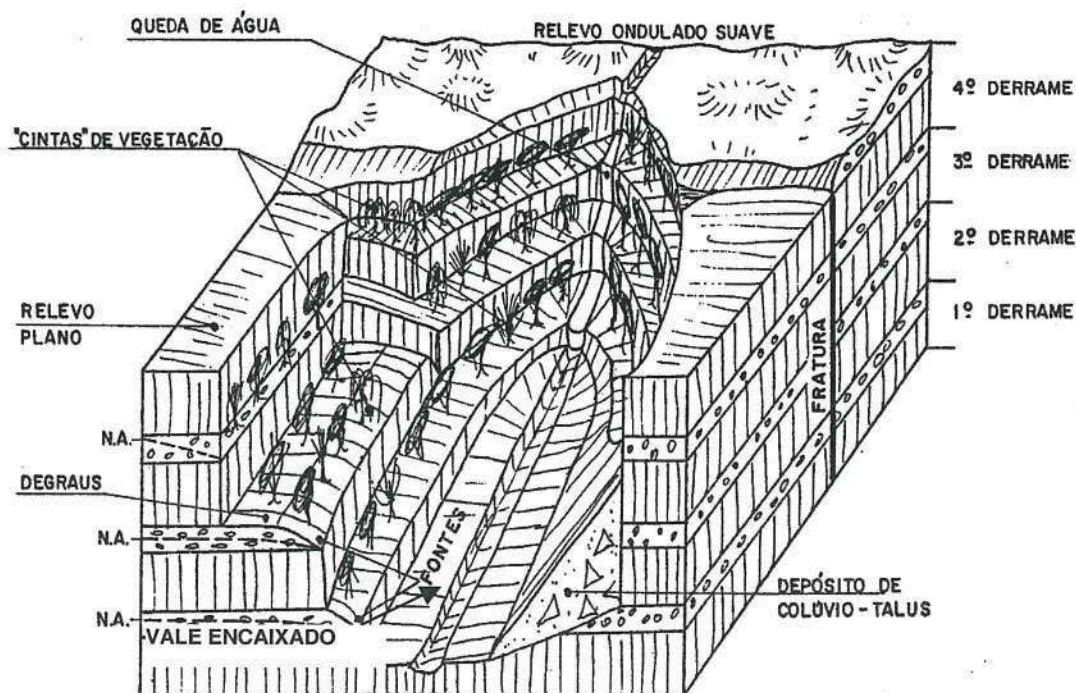 QUEDA DE ÁGUA
RELEVO ONDULADO SUAVE
4º DERRAME
"CINTAS" DE VEGETAÇÃO
3º DERRAME
2º DERRAME
RELEVO
PLANO
1º DERRAME
FRATURA
N.A.
DEGRAUS
N.A.
FONTES
DEPÓSITO DE
COLÚVIO-TALUS
N.A.
VALE ENCAIXADO